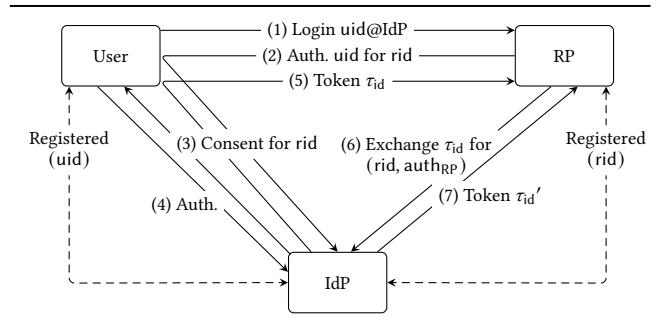 (1) Login uid@IdP
User
(2) Auth. uid for rid
RP
(5) Token τid
Registered
(uid)
(3) Consent for rid
(6) Exchange τid for
(rid, authRP)
Registered
(rid)
(4) Auth.
(7) Token τid′
IdP